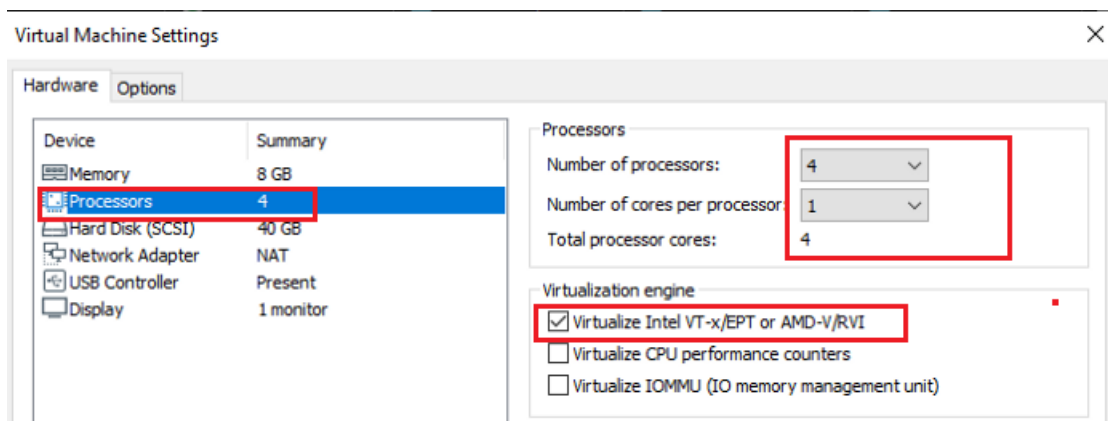 Virtual Machine Settings
Hardware Options
Device Summary
Memory 8 GB
Processors 4
Hard Disk (SCSI) 40 GB
Network Adapter NAT
USB Controller Present
Display 1 monitor
Processors
Number of processors: 4
Number of cores per processor: 1
Total processor cores: 4
Virtualization engine
Virtualize Intel VT-x/EPT or AMD-V/RVI
Virtualize CPU performance counters
Virtualize IOMMU (IO memory management unit)